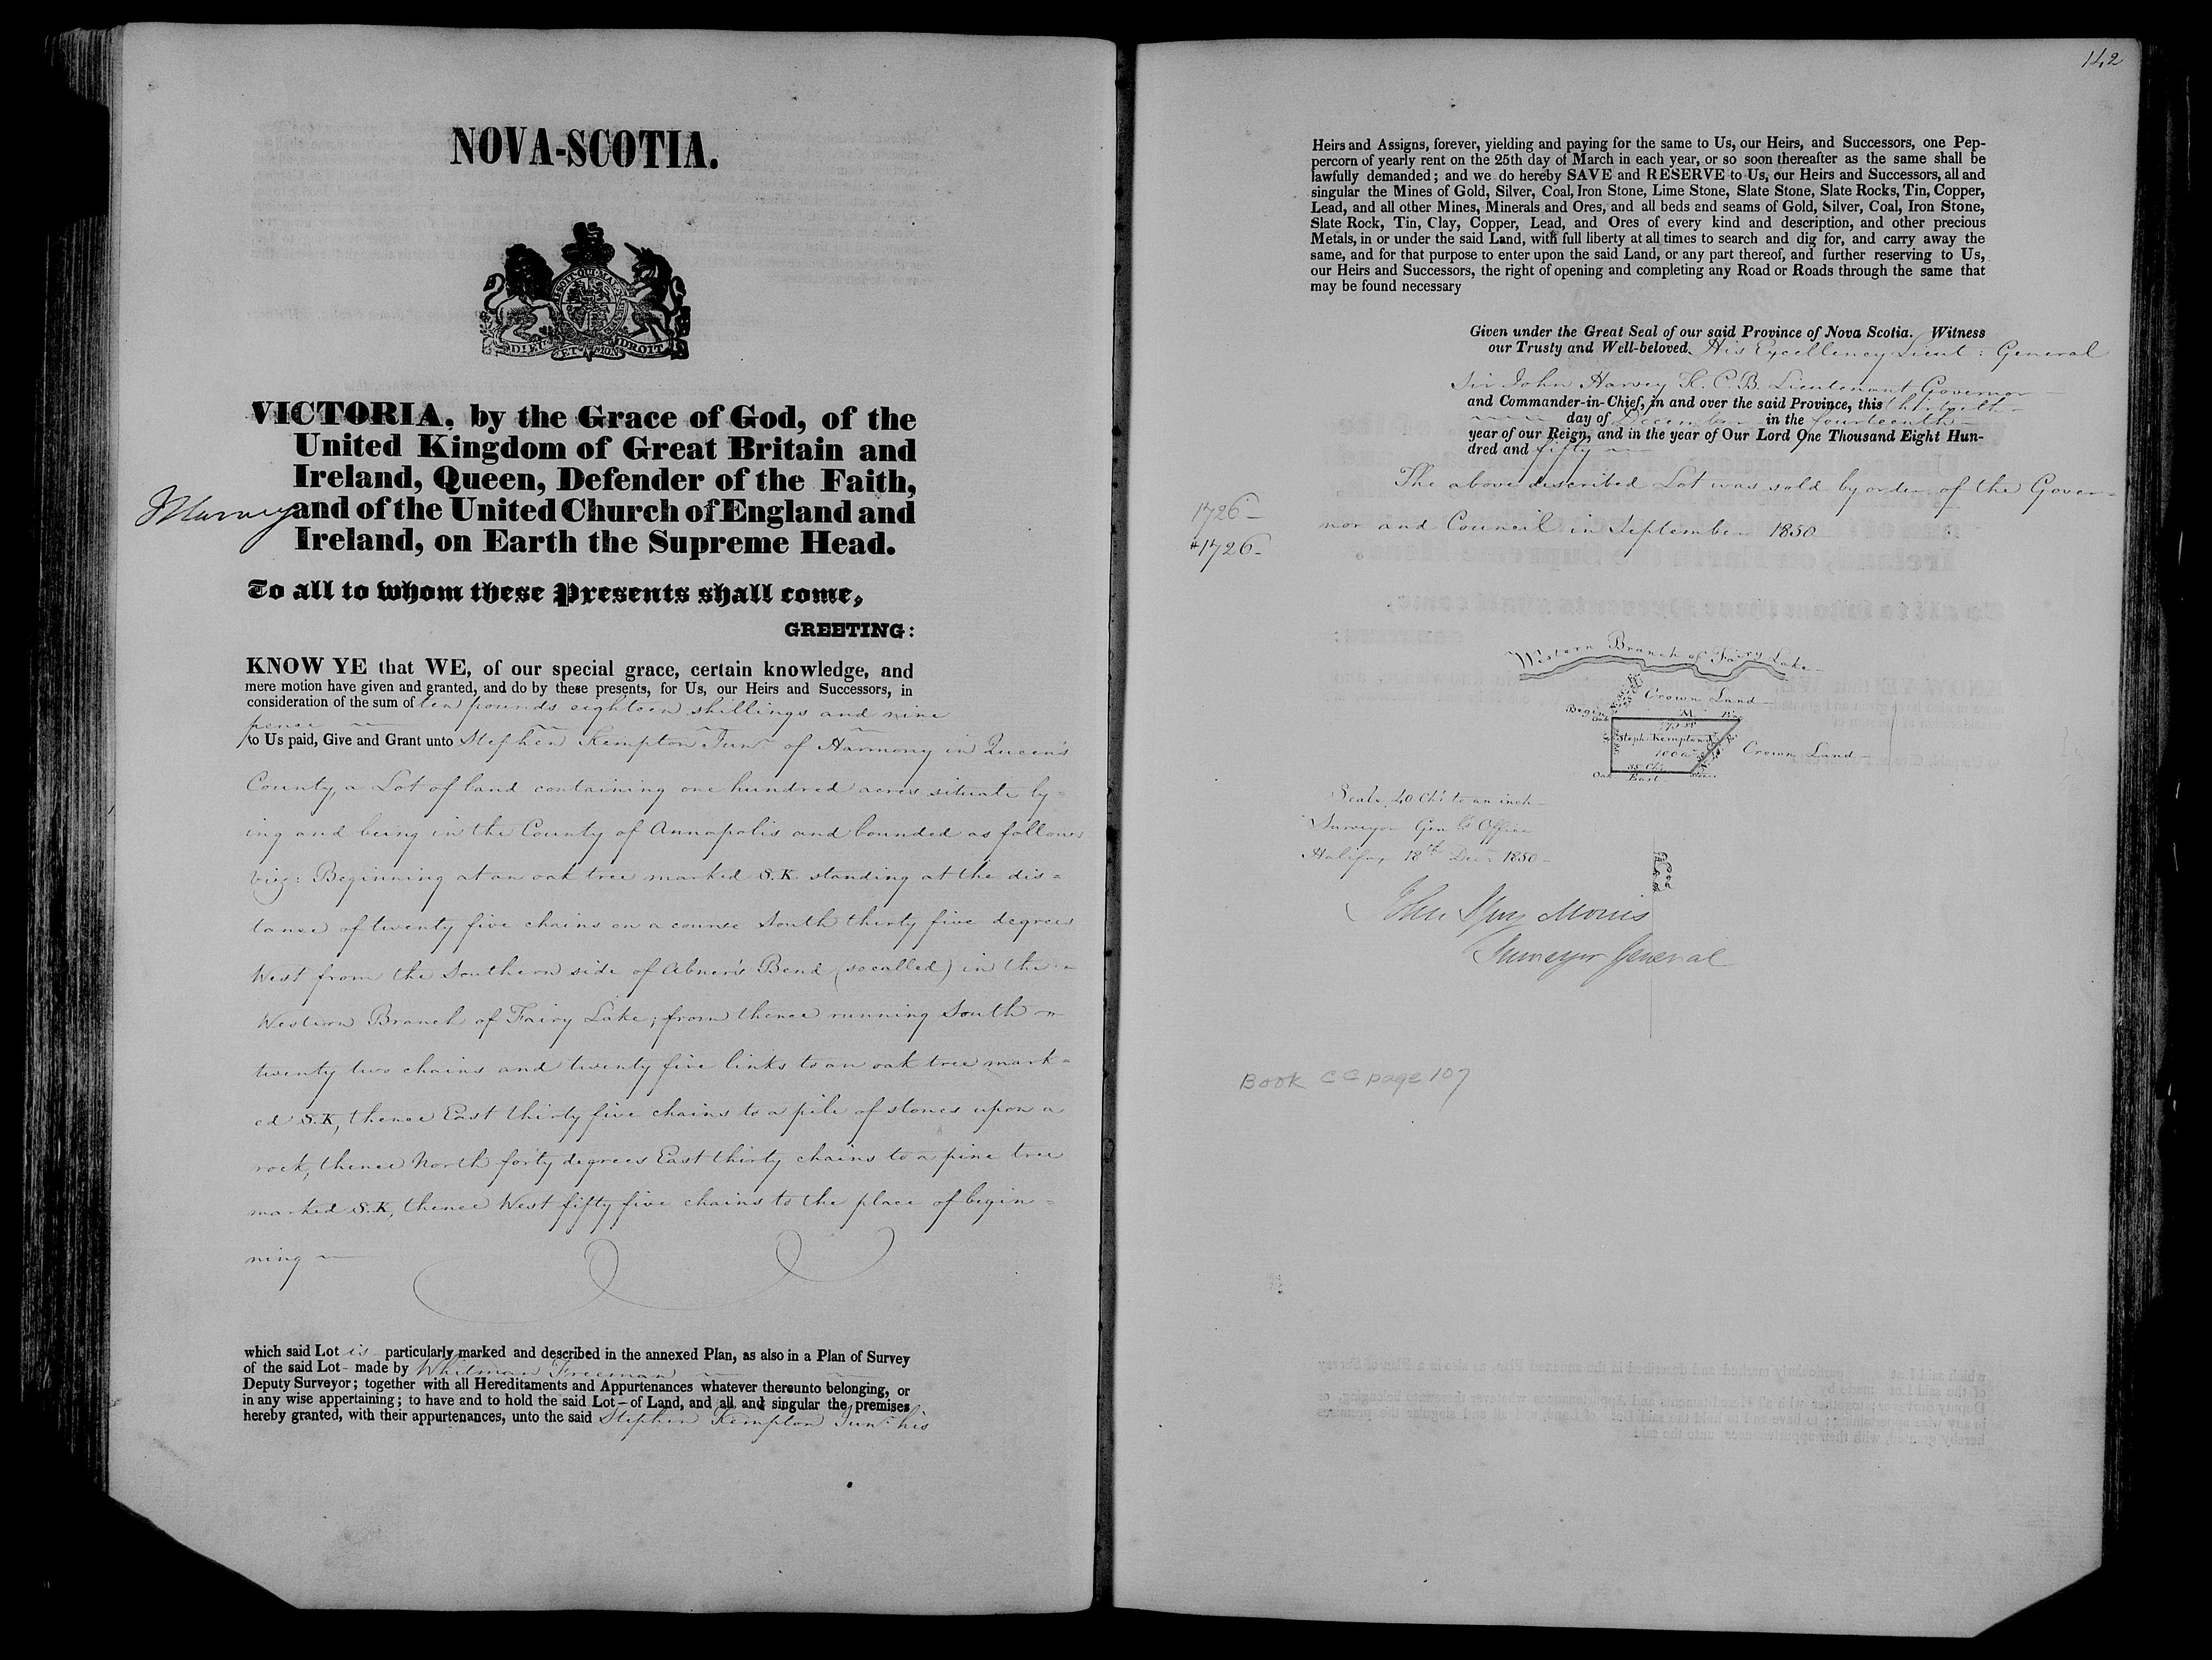 NOVA-SCOTIA.
DIEU ET MON DROIT
VICTORIA, by the Grace of God, of the
United Kingdom of Great Britain and
Ireland, Queen, Defender of the Faith,
and of the United Church of England and
Ireland, on Earth the Supreme Head.
To all to whom these Presents shall come,
GREETING:
KNOW YE that WE, of our special grace, certain knowledge, and
mere motion have given and granted, and do by these presents, for Us, our Heirs and Successors, in
consideration of the sum of ten pounds eighteen shillings and nine
pence
to Us paid, Give and Grant unto Stephen Kempton Junr. of Harmony in Queen's
County, a Lot of land containing one hundred acres situate ly=
ing and being in the County of Annapolis and bounded as follows
viz: Beginning at an oak tree marked S.K. standing at the dis=
tance of twenty five chains on a course South thirty five degrees
West from the Southern side of Abner's Bend (so called) in the
Western Branch of Fairy Lake; from thence running South
twenty two chains and twenty five links to an oak tree mark=
ed S.K, thence East thirty five chains to a pile of stones upon a
rock, thence North forty degrees East thirty chains to a pine tree
marked S.K, thence West fifty five chains to the place of begin=
ning
which said Lot is particularly marked and described in the annexed Plan, as also in a Plan of Survey
of the said Lot - made by Whitman Freeman
Deputy Surveyor; together with all Hereditaments and Appurtenances whatever thereunto belonging, or
in any wise appertaining; to have and to hold the said Lot - of Land, and all and singular the premises
hereby granted, with their appurtenances, unto the said Stephen Kempton Junr. his
142
Heirs and Assigns, forever, yielding and paying for the same to Us, our Heirs, and Successors, one Pep-
percorn of yearly rent on the 25th day of March in each year, or so soon thereafter as the same shall be
lawfully demanded; and we do hereby SAVE and RESERVE to Us, our Heirs and Successors, all and
singular the Mines of Gold, Silver, Coal, Iron Stone, Lime Stone, Slate Stone, Slate Rocks, Tin, Copper,
Lead, and all other Mines, Minerals and Ores, and all beds and seams of Gold, Silver, Coal, Iron Stone,
Slate Rock, Tin, Clay, Copper, Lead, and Ores of every kind and description, and other precious
Metals, in or under the said Land, with full liberty at all times to search and dig for, and carry away the
same, and for that purpose to enter upon the said Land, or any part thereof, and further reserving to Us,
our Heirs and Successors, the right of opening and completing any Road or Roads through the same that
may be found necessary
Given under the Great Seal of our said Province of Nova Scotia. Witness
our Trusty and Well-beloved His Excellency Lieut: General
Sir John Harvey K.C.B. Lieutenant Governor
and Commander-in-Chief, in and over the said Province, this thirtieth
day of December in the fourteenth
year of our Reign, and in the year of Our Lord One Thousand Eight Hun-
dred and fifty
The above described Lot was sold by order of the Gover=
nor and Council in September 1850
1726
#1726
Western Branch of Fairy Lake
Crown Land
Begin
Oak
Steph. Kempton Jr
100 a
Crown Land
35 Chs
Oak East Stones
Scale 40 Chs to an inch
Surveyor Genl's Office
Halifax 18th Decr. 1850
John Spry Morris
Surveyor General
Book CC page 107